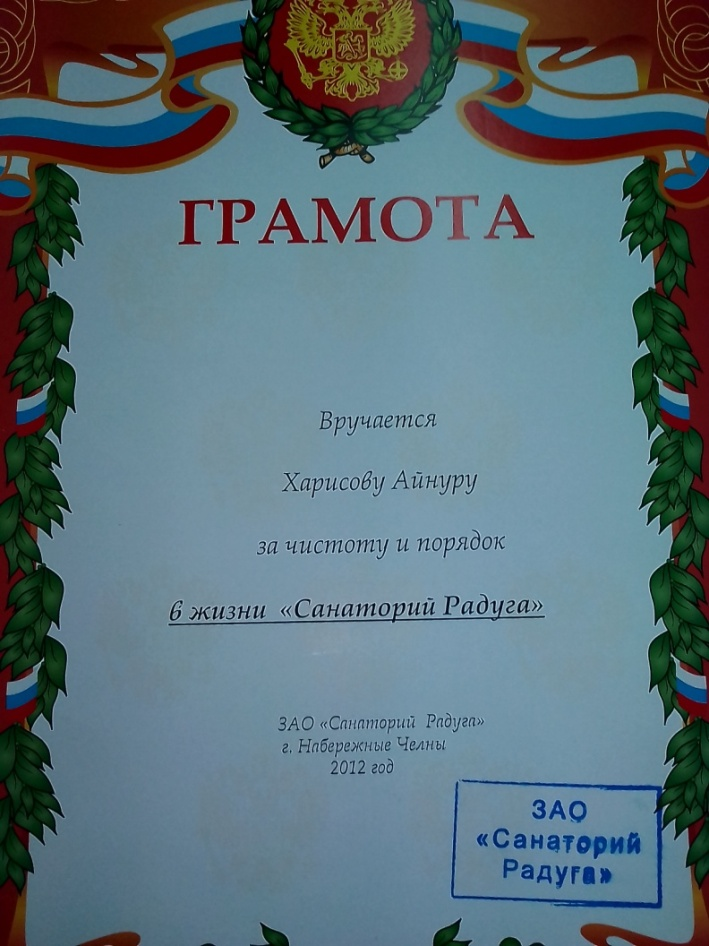 ГРАМОТА
Вручается
Харисову Айнуру
за чистоту и порядок
в жизни «Санаторий Радуга»
ЗАО «Санаторий Радуга»
г. Набережные Челны
2012 год
ЗАО
«Санаторий
Радуга»